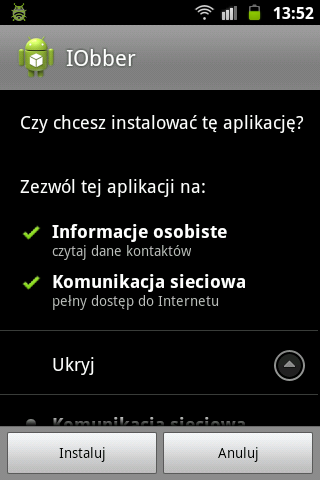 13:52
IObber
Czy chcesz instalować tę aplikację?
Zezwól tej aplikacji na:
Informacje osobiste
czytaj dane kontaktów
Komunikacja sieciowa
pełny dostęp do Internetu
Ukryj
Komunikacja sieciowa
Instaluj
Anuluj